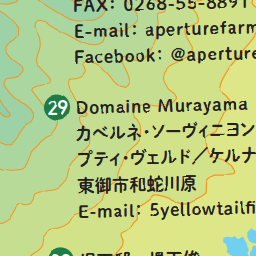 FAX: 0268-55-8891
E-mail: aperturefarm
Facebook: @aperture
29 Domaine Murayama
カベルネ・ソーヴィニヨン
プティ・ヴェルド／ケルナ
東御市和蛇川原
E-mail: 5yellowtailfi